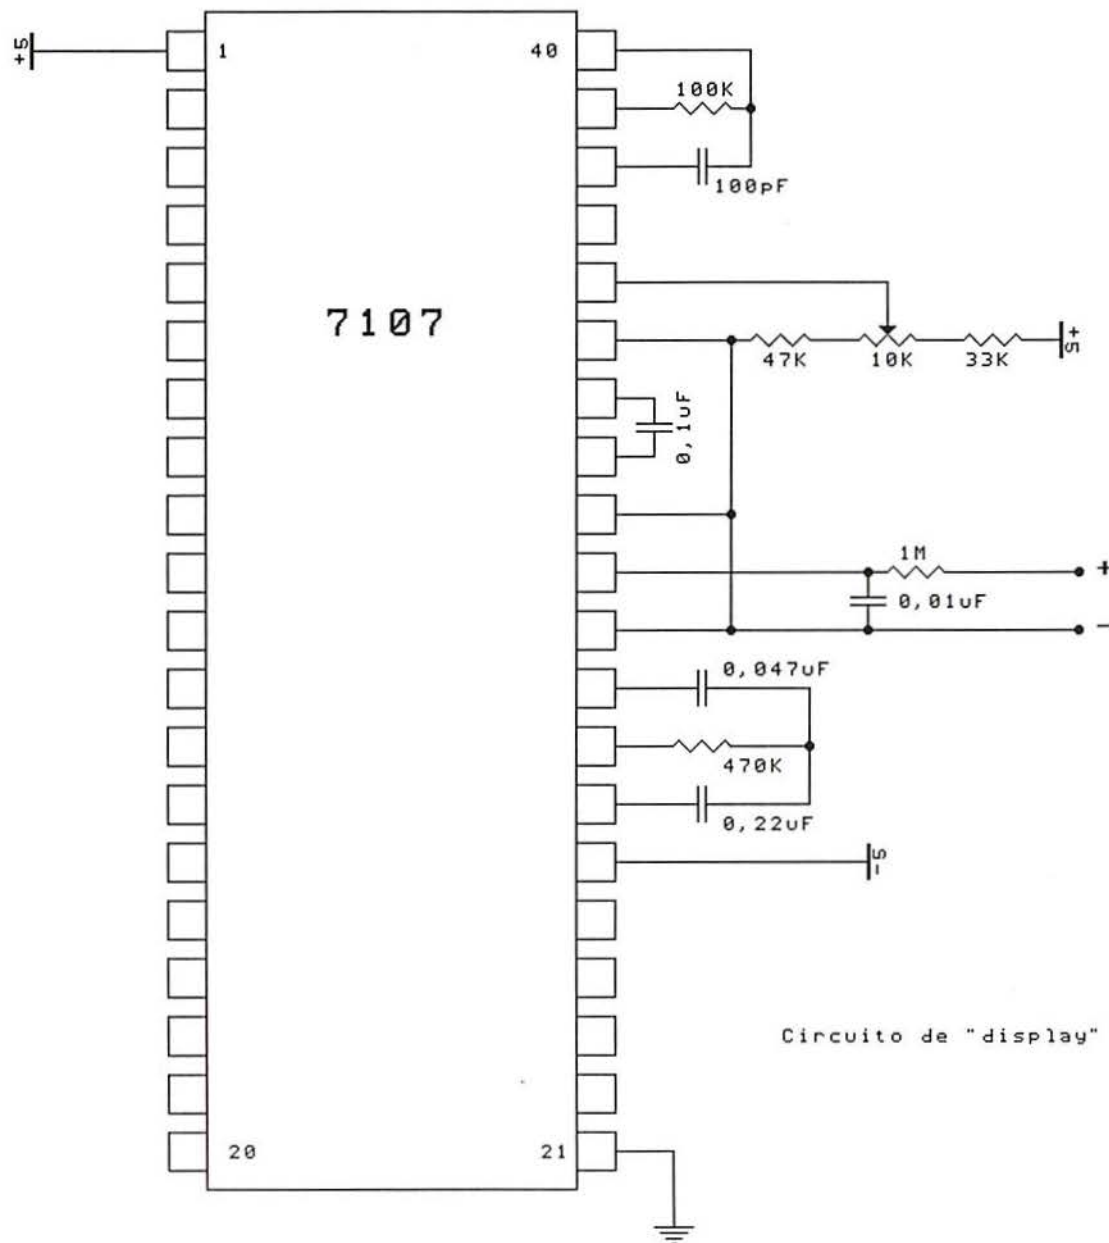 +5
1
40
100K
100pF
7107
47K
10K
33K
+5
0,1uF
1M
+
0,01uF
-
0,047uF
470K
0,22uF
-5
Circuito de "display"
20
21